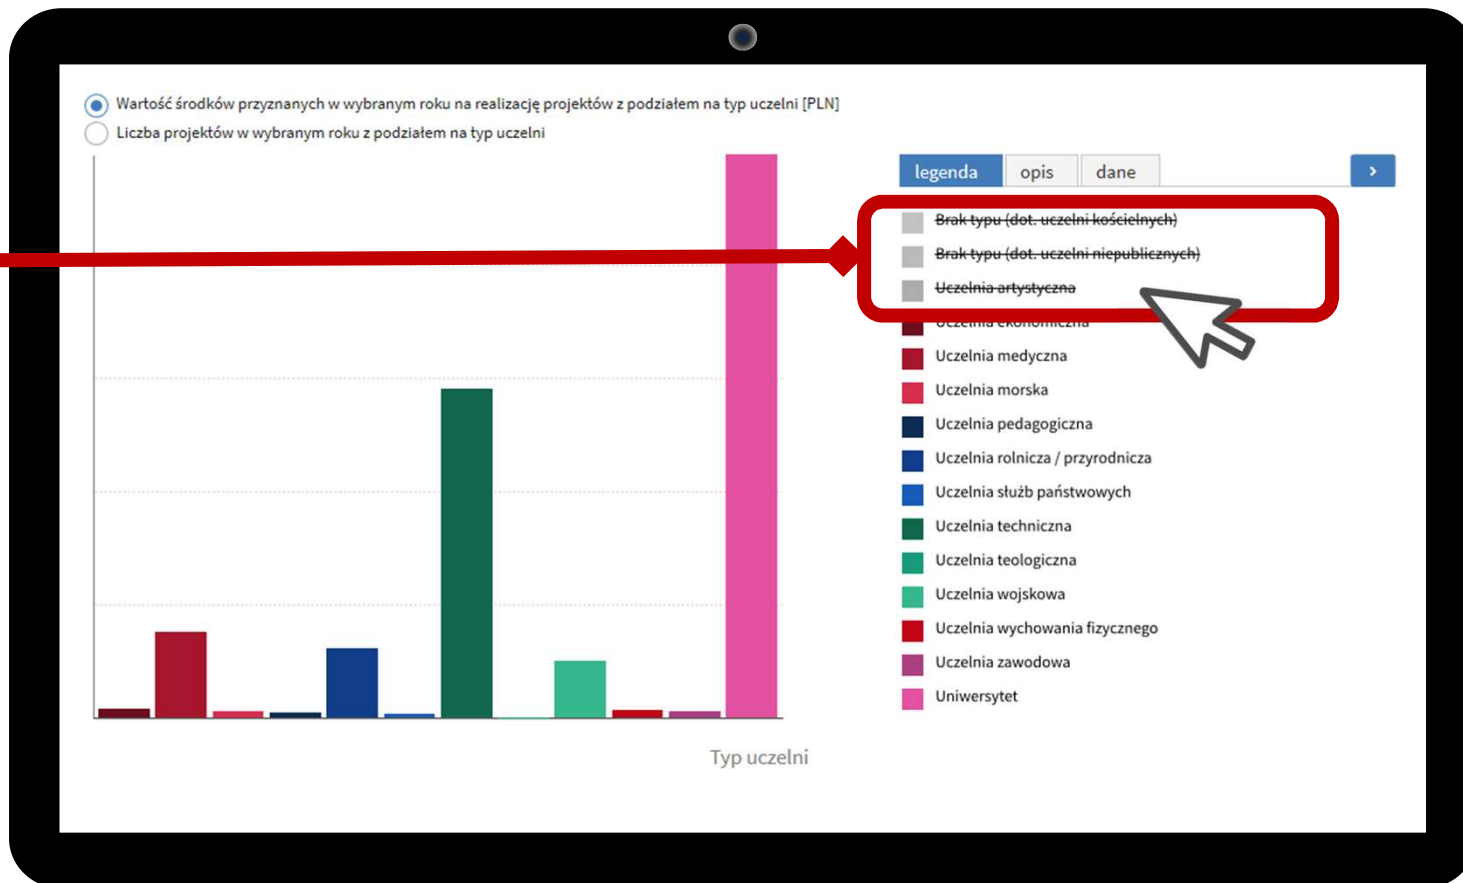 Wartość środków przyznanych w wybranym roku na realizację projektów z podziałem na typ uczelni [PLN]
Liczba projektów w wybranym roku z podziałem na typ uczelni
legenda opis dane
Brak typu (dot. uczelni kościelnych)
Brak typu (dot. uczelni niepublicznych)
Uczelnia artystyczna
Uczelnia ekonomiczna
Uczelnia medyczna
Uczelnia morska
Uczelnia pedagogiczna
Uczelnia rolnicza / przyrodnicza
Uczelnia służb państwowych
Uczelnia techniczna
Uczelnia teologiczna
Uczelnia wojskowa
Uczelnia wychowania fizycznego
Uczelnia zawodowa
Uniwersytet
Typ uczelni